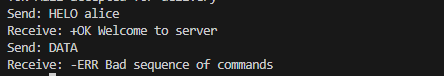 Send: HELO alice
Receive: +OK Welcome to server
Send: DATA
Receive: -ERR Bad sequence of commands